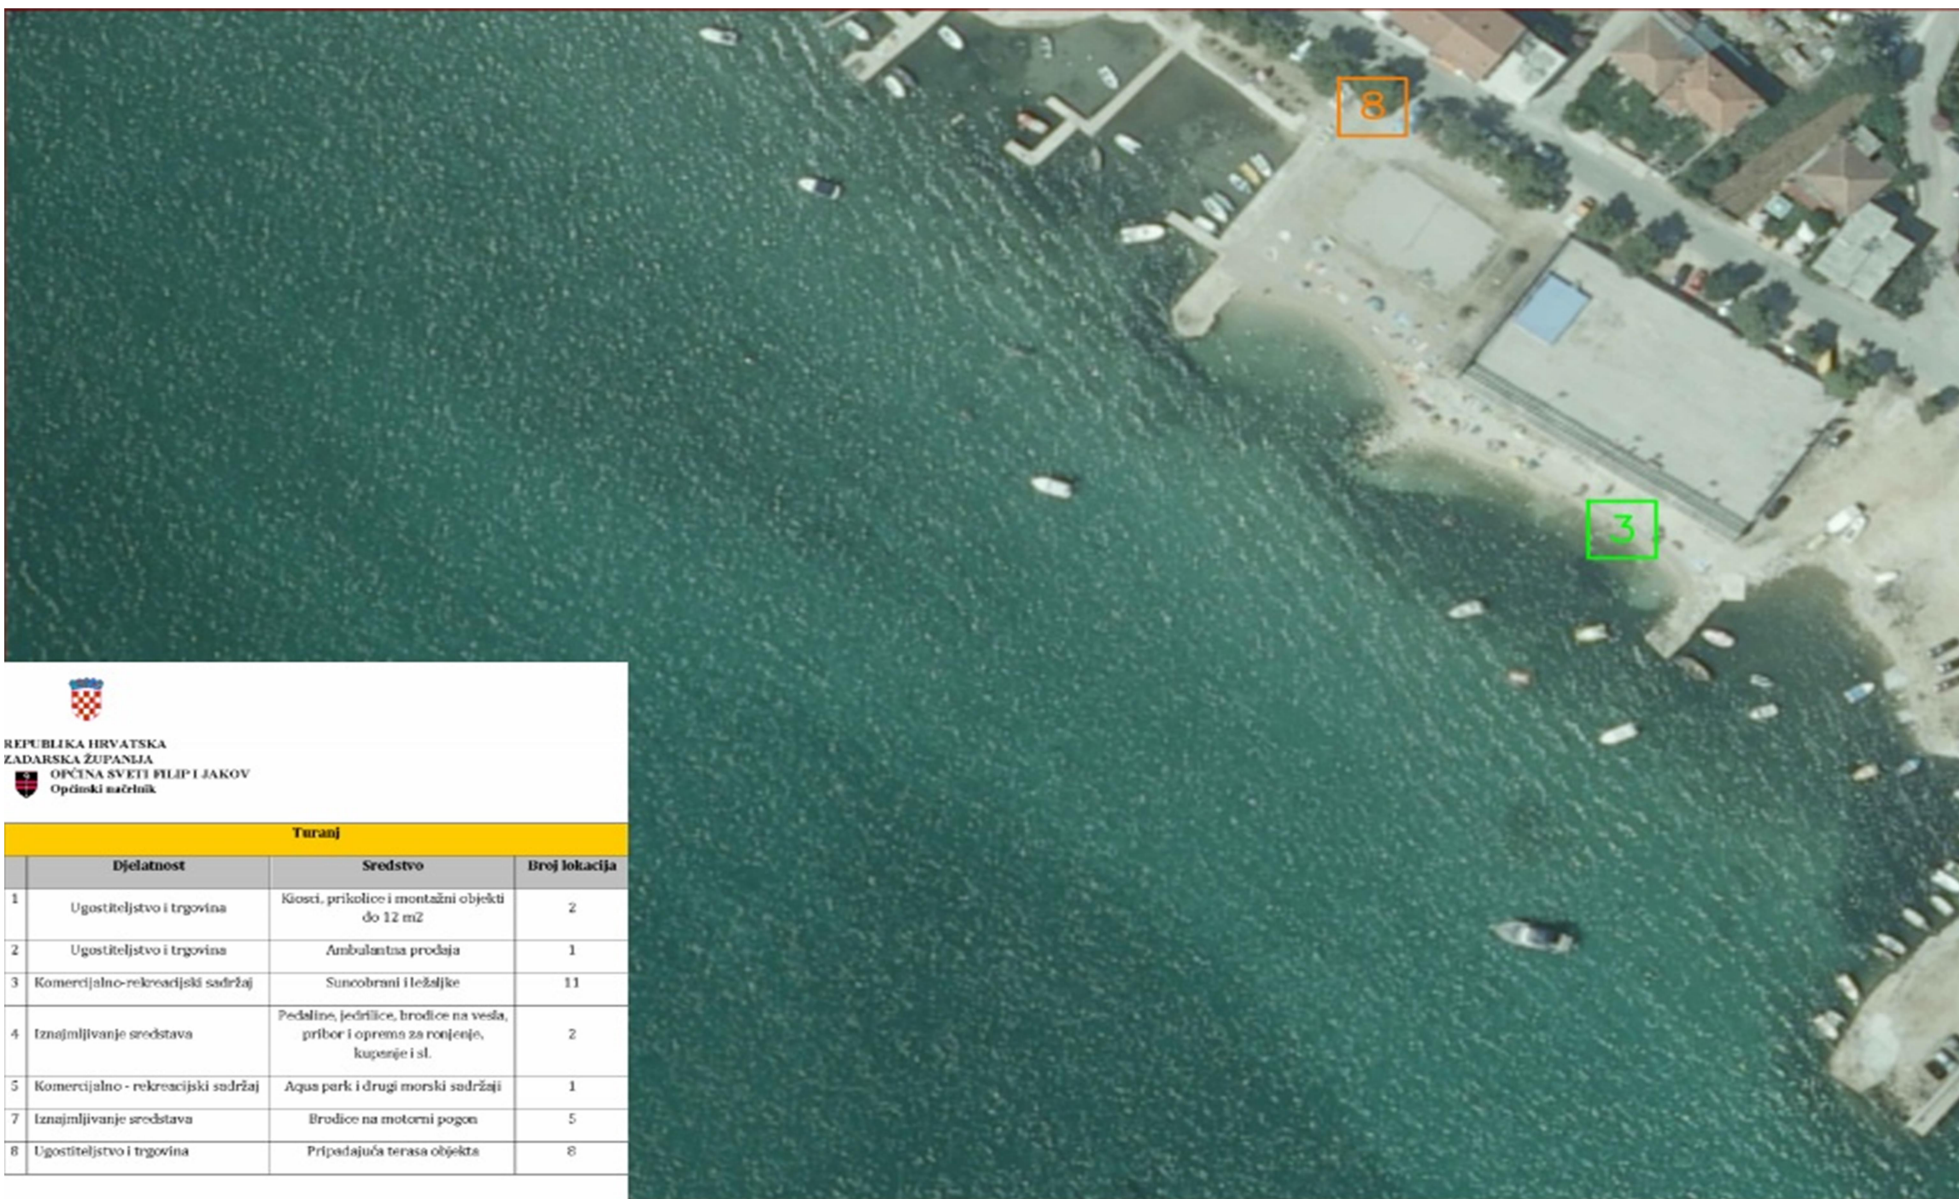 8
3
REPUBLIKA HRVATSKA
ZADARSKA ŽUPANIJA
OPĆINA SVETI FILIP I JAKOV
Općinski načelnik
Turanj
Djelatnost Sredstvo Broj lokacija
1 Ugostiteljstvo i trgovina Kiosci, prikolice i montažni objekti do 12 m2 2
2 Ugostiteljstvo i trgovina Ambulantna prodaja 1
3 Komercijalno-rekreacijski sadržaj Suncobrani i ležaljke 11
4 Iznajmljivanje sredstava Pedaline, jedrilice, brodice na vesla, pribor i oprema za ronjenje, kupanje i sl. 2
5 Komercijalno - rekreacijski sadržaj Aqua park i drugi morski sadržaji 1
7 Iznajmljivanje sredstava Brodice na motorni pogon 5
8 Ugostiteljstvo i trgovina Pripadajuća terasa objekta 8